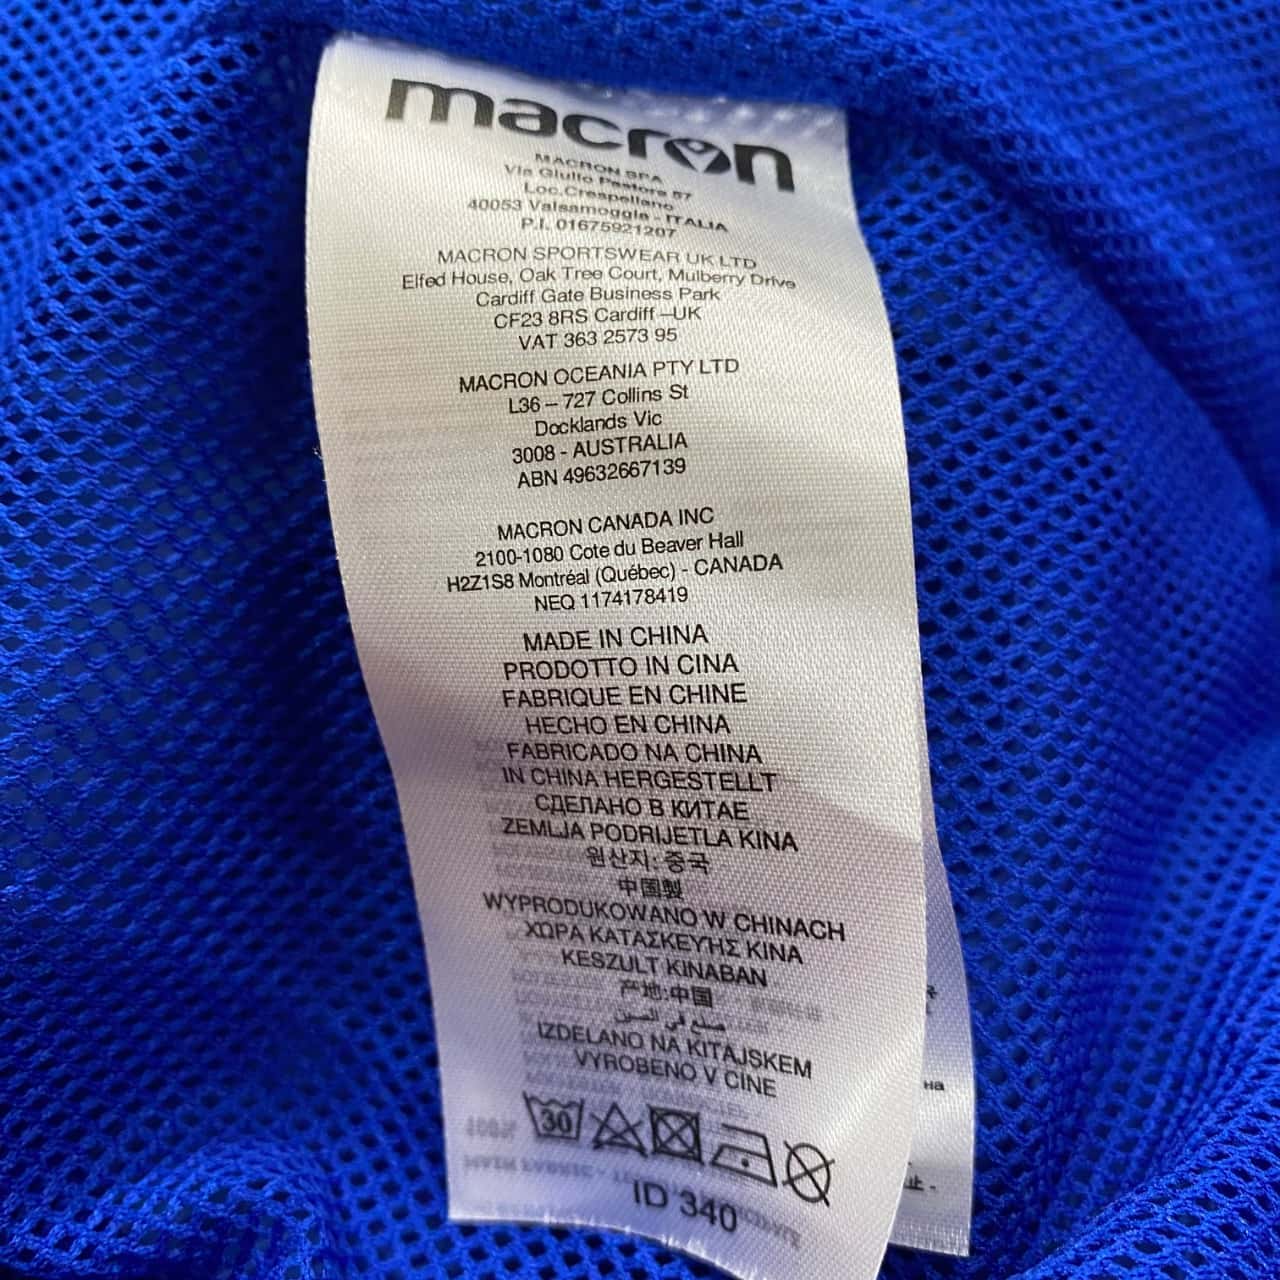 macron
MACRON SPA
Via Giulio Pastore 57
Loc.Crespellano
40053 Valsamoggia - ITALIA
P.I. 01675921207
MACRON SPORTSWEAR UK LTD
Elfed House, Oak Tree Court, Mulberry Drive
Cardiff Gate Business Park
CF23 8RS Cardiff –UK
VAT 363 2573 95
MACRON OCEANIA PTY LTD
L36 – 727 Collins St
Docklands Vic
3008 - AUSTRALIA
ABN 49632667139
MACRON CANADA INC
2100-1080 Cote du Beaver Hall
H2Z1S8 Montréal (Québec) - CANADA
NEQ 1174178419
MADE IN CHINA
PRODOTTO IN CINA
FABRIQUE EN CHINE
HECHO EN CHINA
FABRICADO NA CHINA
IN CHINA HERGESTELLT
СДЕЛАНО В КИТАЕ
ZEMLJA PODRIJETLA KINA
원산지: 중국
中国製
WYPRODUKOWANO W CHINACH
ΧΩΡΑ ΚΑΤΑΣΚΕΥΗΣ ΚΙΝΑ
KESZULT KINABAN
产地:中国
صنع في الصين
IZDELANO NA KITAJSKEM
VYROBENO V CÍNE
30
ID 340
на
止 -